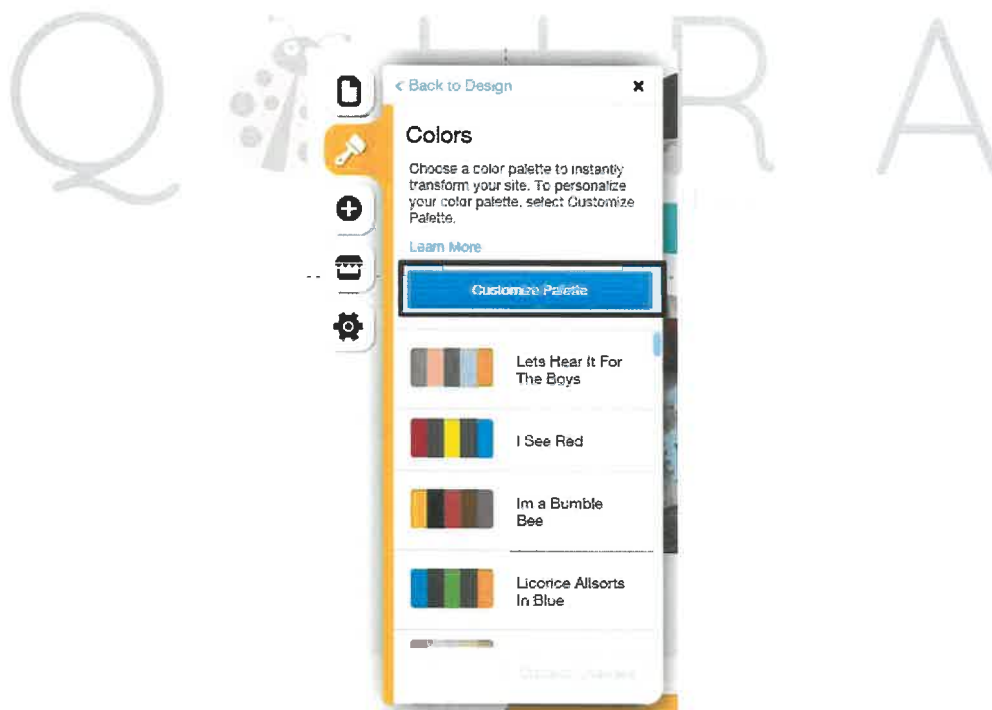 < Back to Design
Colors
Choose a color palette to instantly
transform your site. To personalize
your color palette, select Customize
Palette.
Learn More
Customize Palette
Lets Hear It For
The Boys
I See Red
Im a Bumble
Bee
Licorice Allsorts
In Blue